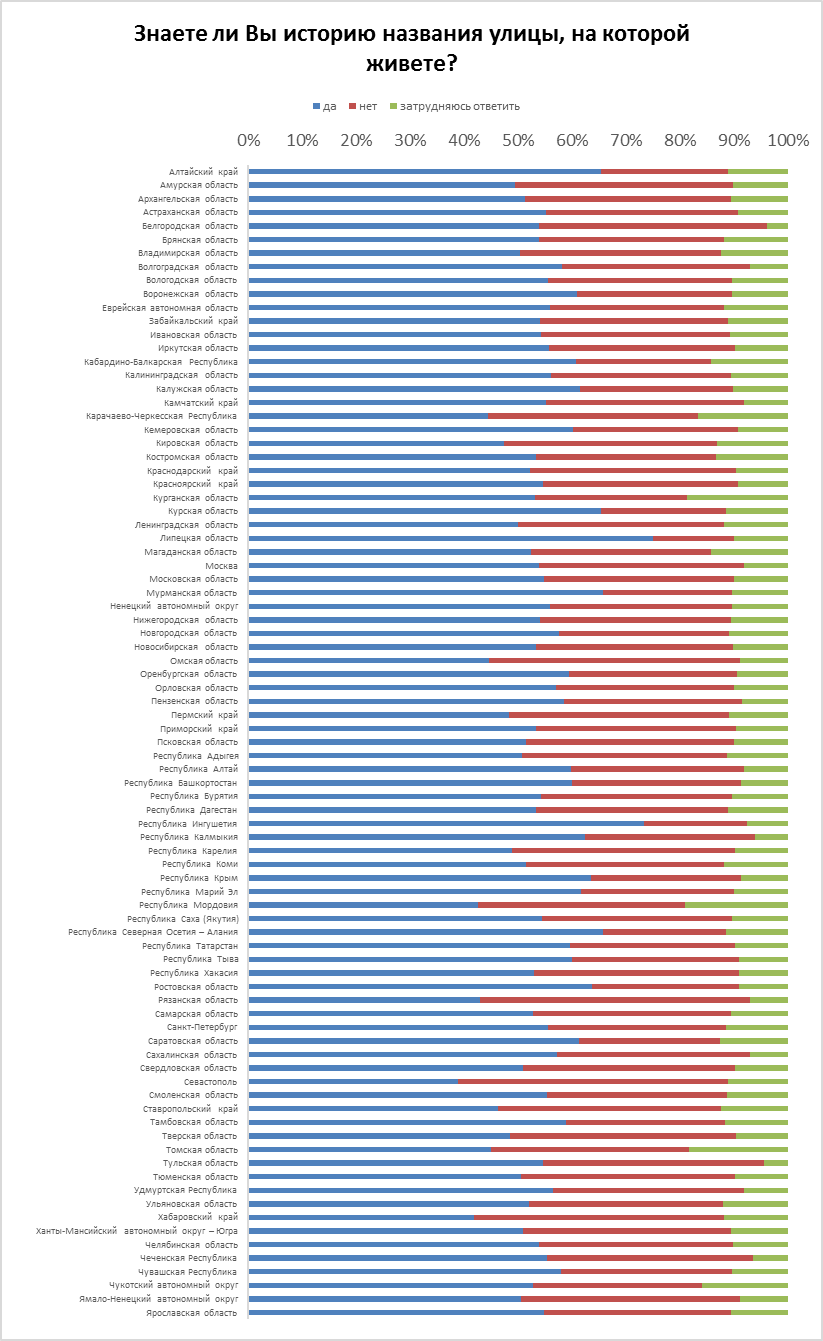 Знаете ли Вы историю названия улицы, на которой
живете?
да нет затрудняюсь ответить
0% 10% 20% 30% 40% 50% 60% 70% 80% 90% 100%
Алтайский край
Амурская область
Архангельская область
Астраханская область
Белгородская область
Брянская область
Владимирская область
Волгоградская область
Вологодская область
Воронежская область
Еврейская автономная область
Забайкальский край
Ивановская область
Иркутская область
Кабардино-Балкарская Республика
Калининградская область
Калужская область
Камчатский край
Карачаево-Черкесская Республика
Кемеровская область
Кировская область
Костромская область
Краснодарский край
Красноярский край
Курганская область
Курская область
Ленинградская область
Липецкая область
Магаданская область
Москва
Московская область
Мурманская область
Ненецкий автономный округ
Нижегородская область
Новгородская область
Новосибирская область
Омская область
Оренбургская область
Орловская область
Пензенская область
Пермский край
Приморский край
Псковская область
Республика Адыгея
Республика Алтай
Республика Башкортостан
Республика Бурятия
Республика Дагестан
Республика Ингушетия
Республика Калмыкия
Республика Карелия
Республика Коми
Республика Крым
Республика Марий Эл
Республика Мордовия
Республика Саха (Якутия)
Республика Северная Осетия – Алания
Республика Татарстан
Республика Тыва
Республика Хакасия
Ростовская область
Рязанская область
Самарская область
Санкт-Петербург
Саратовская область
Сахалинская область
Свердловская область
Севастополь
Смоленская область
Ставропольский край
Тамбовская область
Тверская область
Томская область
Тульская область
Тюменская область
Удмуртская Республика
Ульяновская область
Хабаровский край
Ханты-Мансийский автономный округ – Югра
Челябинская область
Чеченская Республика
Чувашская Республика
Чукотский автономный округ
Ямало-Ненецкий автономный округ
Ярославская область